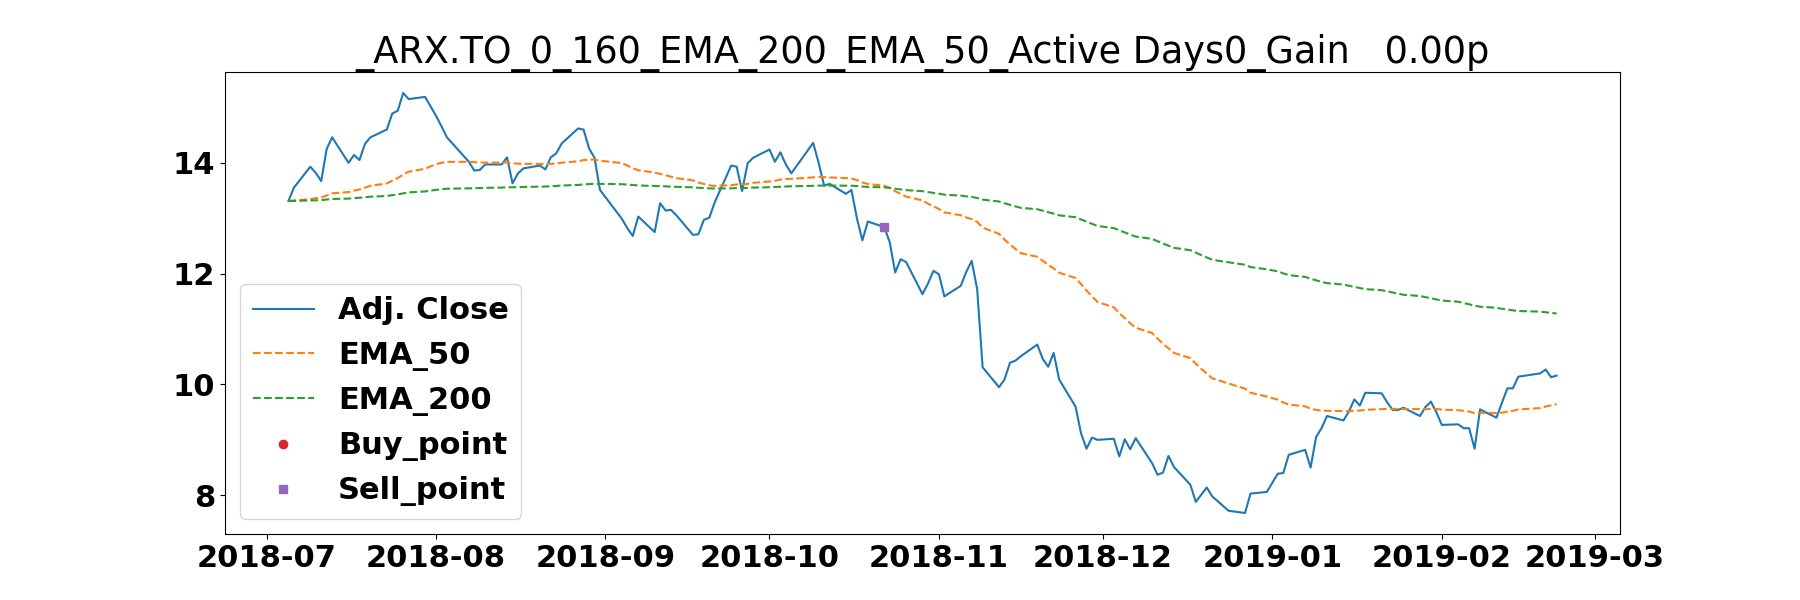 _ARX.TO_0_160_EMA_200_EMA_50_Active Days0_Gain   0.00p
14
12
10
8
Adj. Close
EMA_50
EMA_200
Buy_point
Sell_point
2018-07 2018-08 2018-09 2018-10 2018-11 2018-12 2019-01 2019-02 2019-03